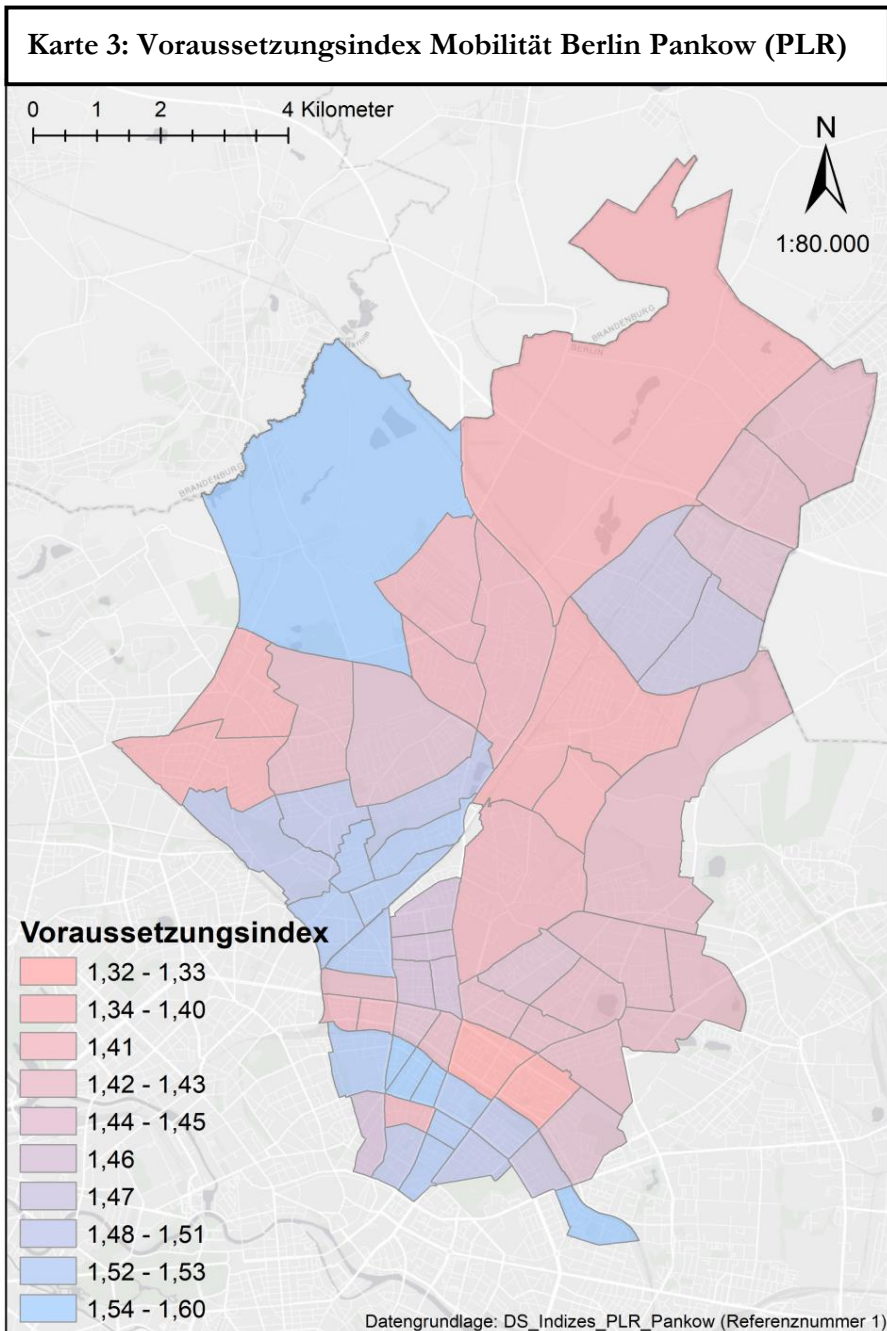 Karte 3: Voraussetzungsindex Mobilität Berlin Pankow (PLR)
0 1 2 4 Kilometer
N
1:80.000
BRANDENBURG
BERLIN
BRANDENBURG
Voraussetzungsindex
1,32 - 1,33
1,34 - 1,40
1,41
1,42 - 1,43
1,44 - 1,45
1,46
1,47
1,48 - 1,51
1,52 - 1,53
1,54 - 1,60
Datengrundlage: DS_Indizes_PLR_Pankow (Referenznummer 1)